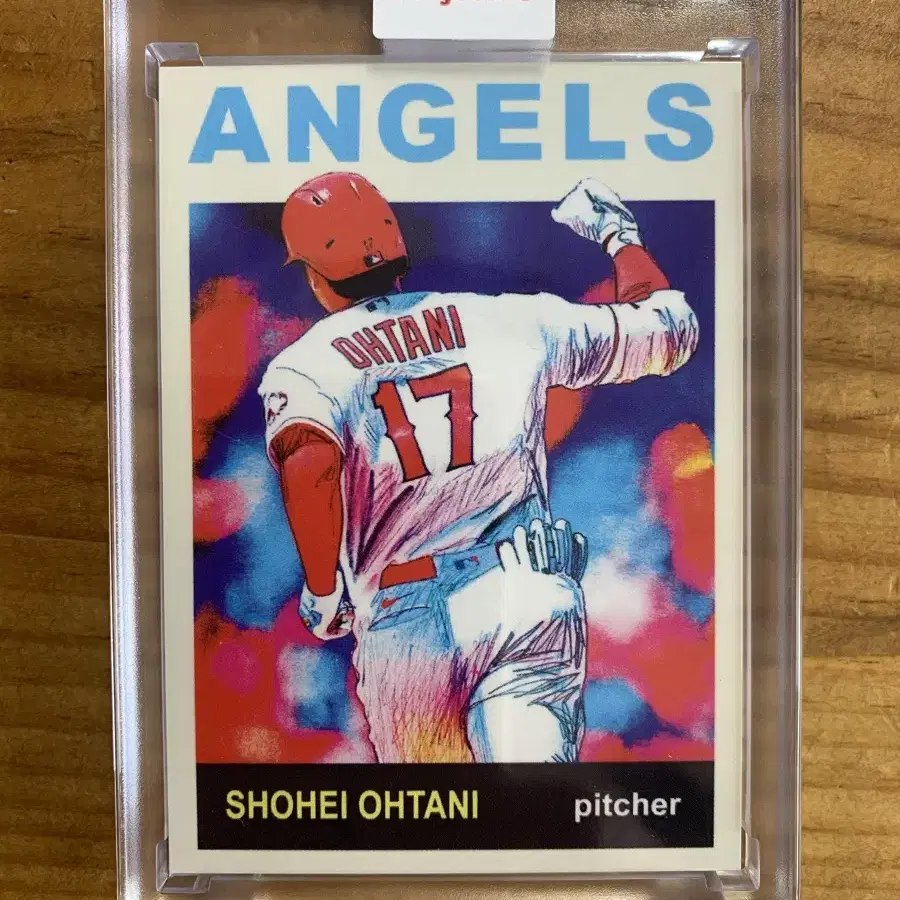 ANGELS
OHTANI
17
SHOHEI OHTANI pitcher